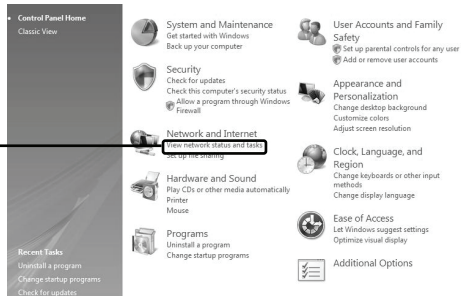 Control Panel Home
Classic View
Recent Tasks
Uninstall a program
Change startup programs
Check for updates
System and Maintenance
Get started with Windows
Back up your computer
Security
Check for updates
Check this computer's security status
Allow a program through Windows
Firewall
Network and Internet
View network status and tasks
Set up file sharing
Hardware and Sound
Play CDs or other media automatically
Printer
Mouse
Programs
Uninstall a program
Change startup programs
User Accounts and Family
Safety
Set up parental controls for any user
Add or remove user accounts
Appearance and
Personalization
Change desktop background
Customize colors
Adjust screen resolution
Clock, Language, and
Region
Change keyboards or other input
methods
Change display language
Ease of Access
Let Windows suggest settings
Optimize visual display
Additional Options